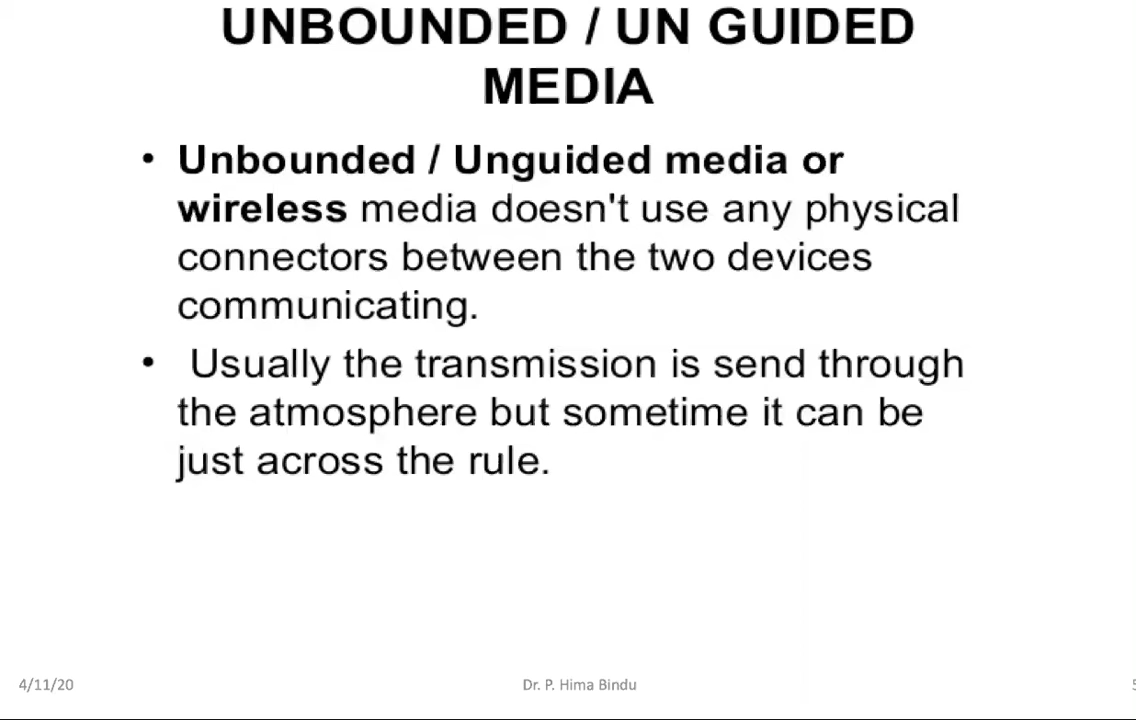 UNBOUNDED / UN GUIDED
MEDIA
• Unbounded / Unguided media or
wireless media doesn't use any physical
connectors between the two devices
communicating.
• Usually the transmission is send through
the atmosphere but sometime it can be
just across the rule.
4/11/20
Dr. P. Hima Bindu